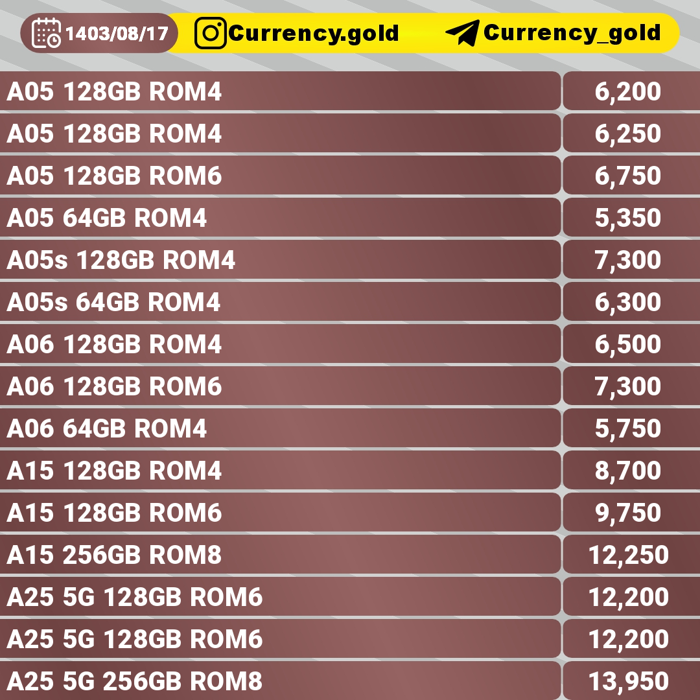 1403/08/17 Currency.gold Currency_gold
A05 128GB ROM4 6,200
A05 128GB ROM4 6,250
A05 128GB ROM6 6,750
A05 64GB ROM4 5,350
A05s 128GB ROM4 7,300
A05s 64GB ROM4 6,300
A06 128GB ROM4 6,500
A06 128GB ROM6 7,300
A06 64GB ROM4 5,750
A15 128GB ROM4 8,700
A15 128GB ROM6 9,750
A15 256GB ROM8 12,250
A25 5G 128GB ROM6 12,200
A25 5G 128GB ROM6 12,200
A25 5G 256GB ROM8 13,950